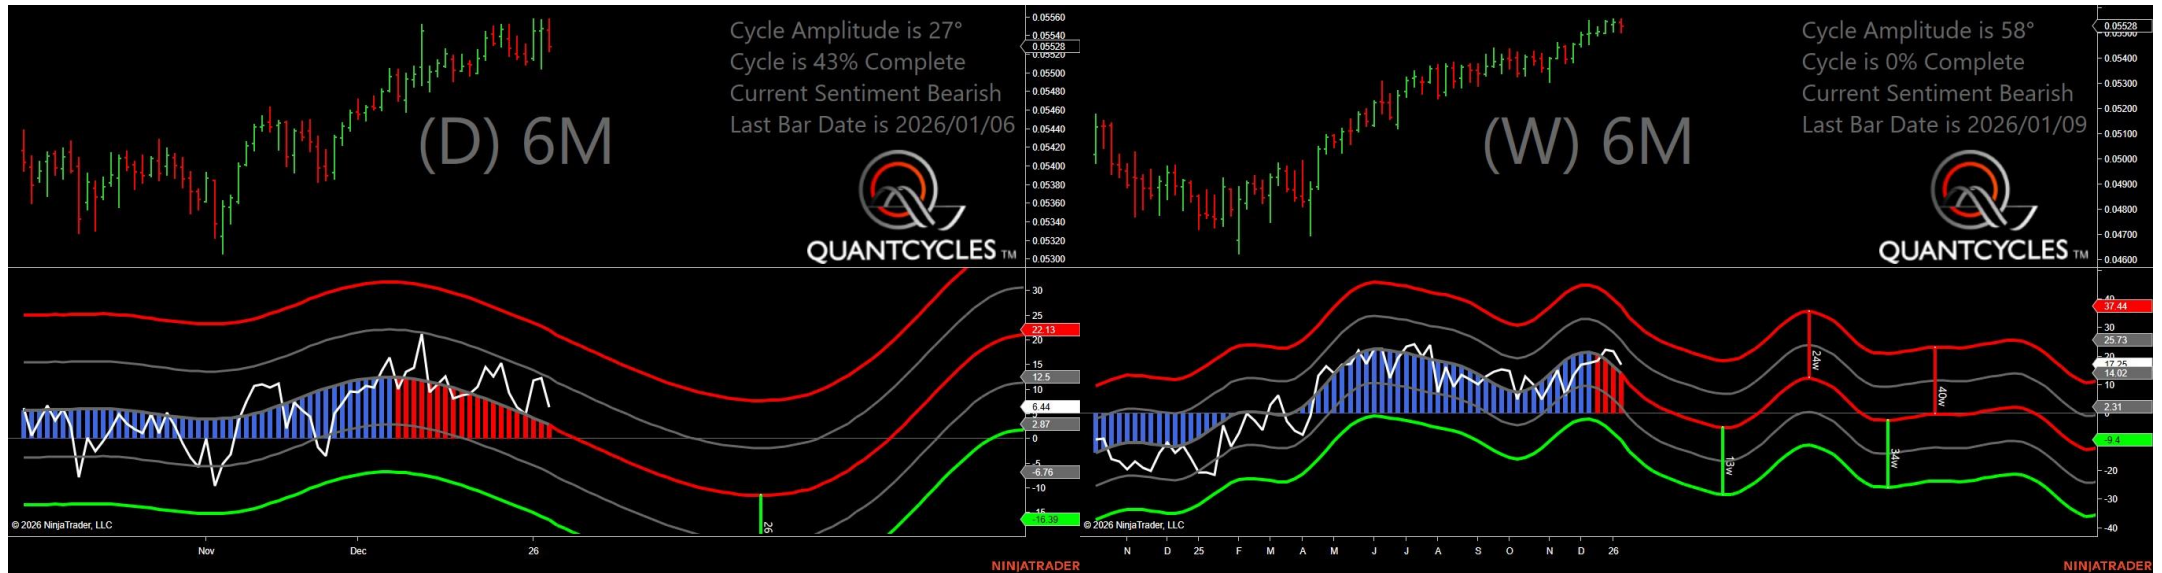 Cycle Amplitude is 27°
Cycle is 43% Complete
Current Sentiment Bearish
Last Bar Date is 2026/01/06
(D) 6M
QUANTCYCLES TM
0.05560
0.05540
0.05528
0.05520
0.05500
0.05480
0.05460
0.05440
0.05420
0.05400
0.05380
0.05360
0.05340
0.05320
0.05300
30
25
22.13
20
15
12.5
10
6.44
2.87
0
-5
-6.76
-10
-15
-16.39
26
© 2026 NinjaTrader, LLC
Nov Dec 26
NINJATRADER
Cycle Amplitude is 58°
Cycle is 0% Complete
Current Sentiment Bearish
Last Bar Date is 2026/01/09
(W) 6M
QUANTCYCLES TM
0.05528
0.05500
0.05400
0.05300
0.05200
0.05100
0.05000
0.04900
0.04800
0.04700
0.04600
40
37.44
30
25.73
20
17.25
14.02
10
2.31
0
-9.4
-20
-30
-40
24w
40w
13w
34w
© 2026 NinjaTrader, LLC
N D 25 F M A M J J A S O N D 26
NINJATRADER